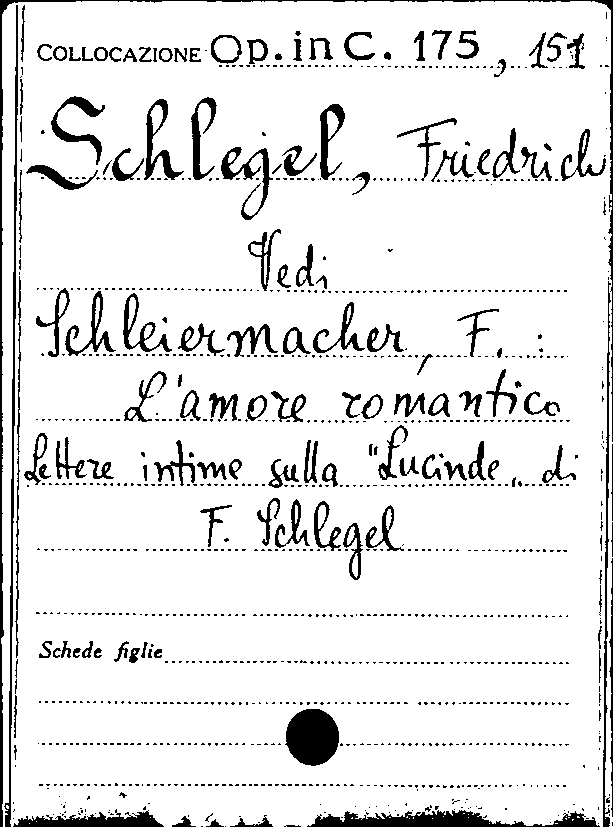 COLLOCAZIONE Op. in C. 175, 151
Schlegel, Friedrich
Vedi
Schleiermacher, F. :
L'amore romantico
Lettere intime sulla "Lucinde„ di
F. Schlegel
Schede figlie